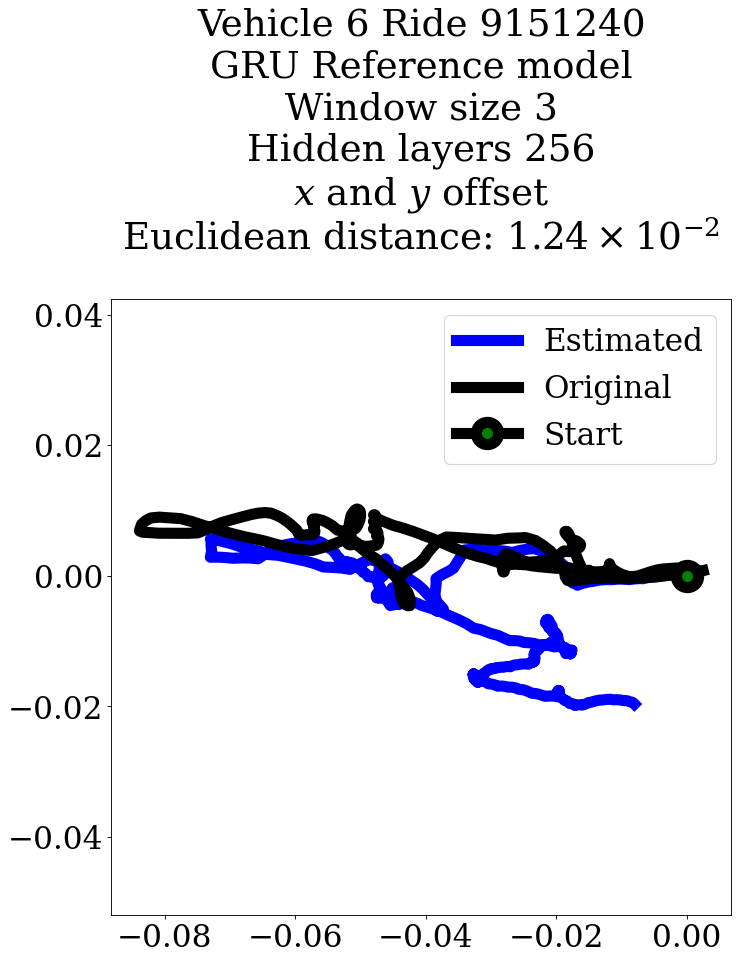 Vehicle 6 Ride 9151240
GRU Reference model
Window size 3
Hidden layers 256
x and y offset
Euclidean distance: 1.24 × 10⁻²
Estimated
Original
Start
0.04
0.02
0.00
−0.02
−0.04
−0.08
−0.06
−0.04
−0.02
0.00